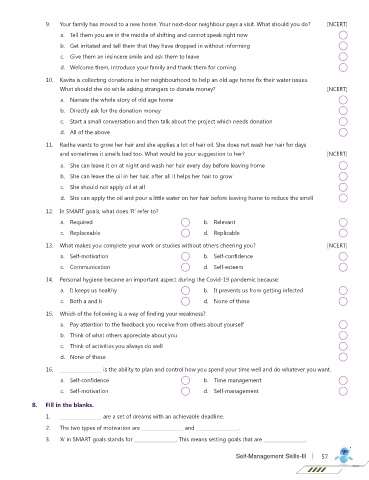 9. Your family has moved to a new home. Your next-door neighbour pays a visit. What should you do? [NCERT]
a. Tell them you are in the middle of shifting and cannot speak right now
b. Get irritated and tell them that they have dropped in without informing
c. Give them an insincere smile and ask them to leave
d. Welcome them, introduce your family and thank them for coming
10. Kavita is collecting donations in her neighbourhood to help an old age home fix their water issues.
What should she do while asking strangers to donate money? [NCERT]
a. Narrate the whole story of old age home
b. Directly ask for the donation money
c. Start a small conversation and then talk about the project which needs donation
d. All of the above
11. Radha wants to grow her hair and she applies a lot of hair oil. She does not wash her hair for days
and sometimes it smells bad too. What would be your suggestion to her? [NCERT]
a. She can leave it on at night and wash her hair every day before leaving home
b. She can leave the oil in her hair, after all it helps her hair to grow
c. She should not apply oil at all
d. She can apply the oil and pour a little water on her hair before leaving home to reduce the smell
12. In SMART goals, what does 'R' refer to?
a. Required b. Relevant
c. Replaceable d. Replicable
13. What makes you complete your work or studies without others cheering you? [NCERT]
a. Self-motivation b. Self-confidence
c. Communication d. Self-esteem
14. Personal hygiene became an important aspect during the Covid-19 pandemic because:
a. It keeps us healthy b. It prevents us from getting infected
c. Both a and b d. None of these
15. Which of the following is a way of finding your weakness?
a. Pay attention to the feedback you receive from others about yourself
b. Think of what others appreciate about you
c. Think of activities you always do well
d. None of these
16. ______________ is the ability to plan and control how you spend your time well and do whatever you want.
a. Self-confidence b. Time management
c. Self-motivation d. Self-management
B. Fill in the blanks.
1. ______________ are a set of dreams with an achievable deadline.
2. The two types of motivation are ______________ and ______________.
3. 'A' in SMART goals stands for ______________. This means setting goals that are ______________.
Self-Management Skills-III | 57